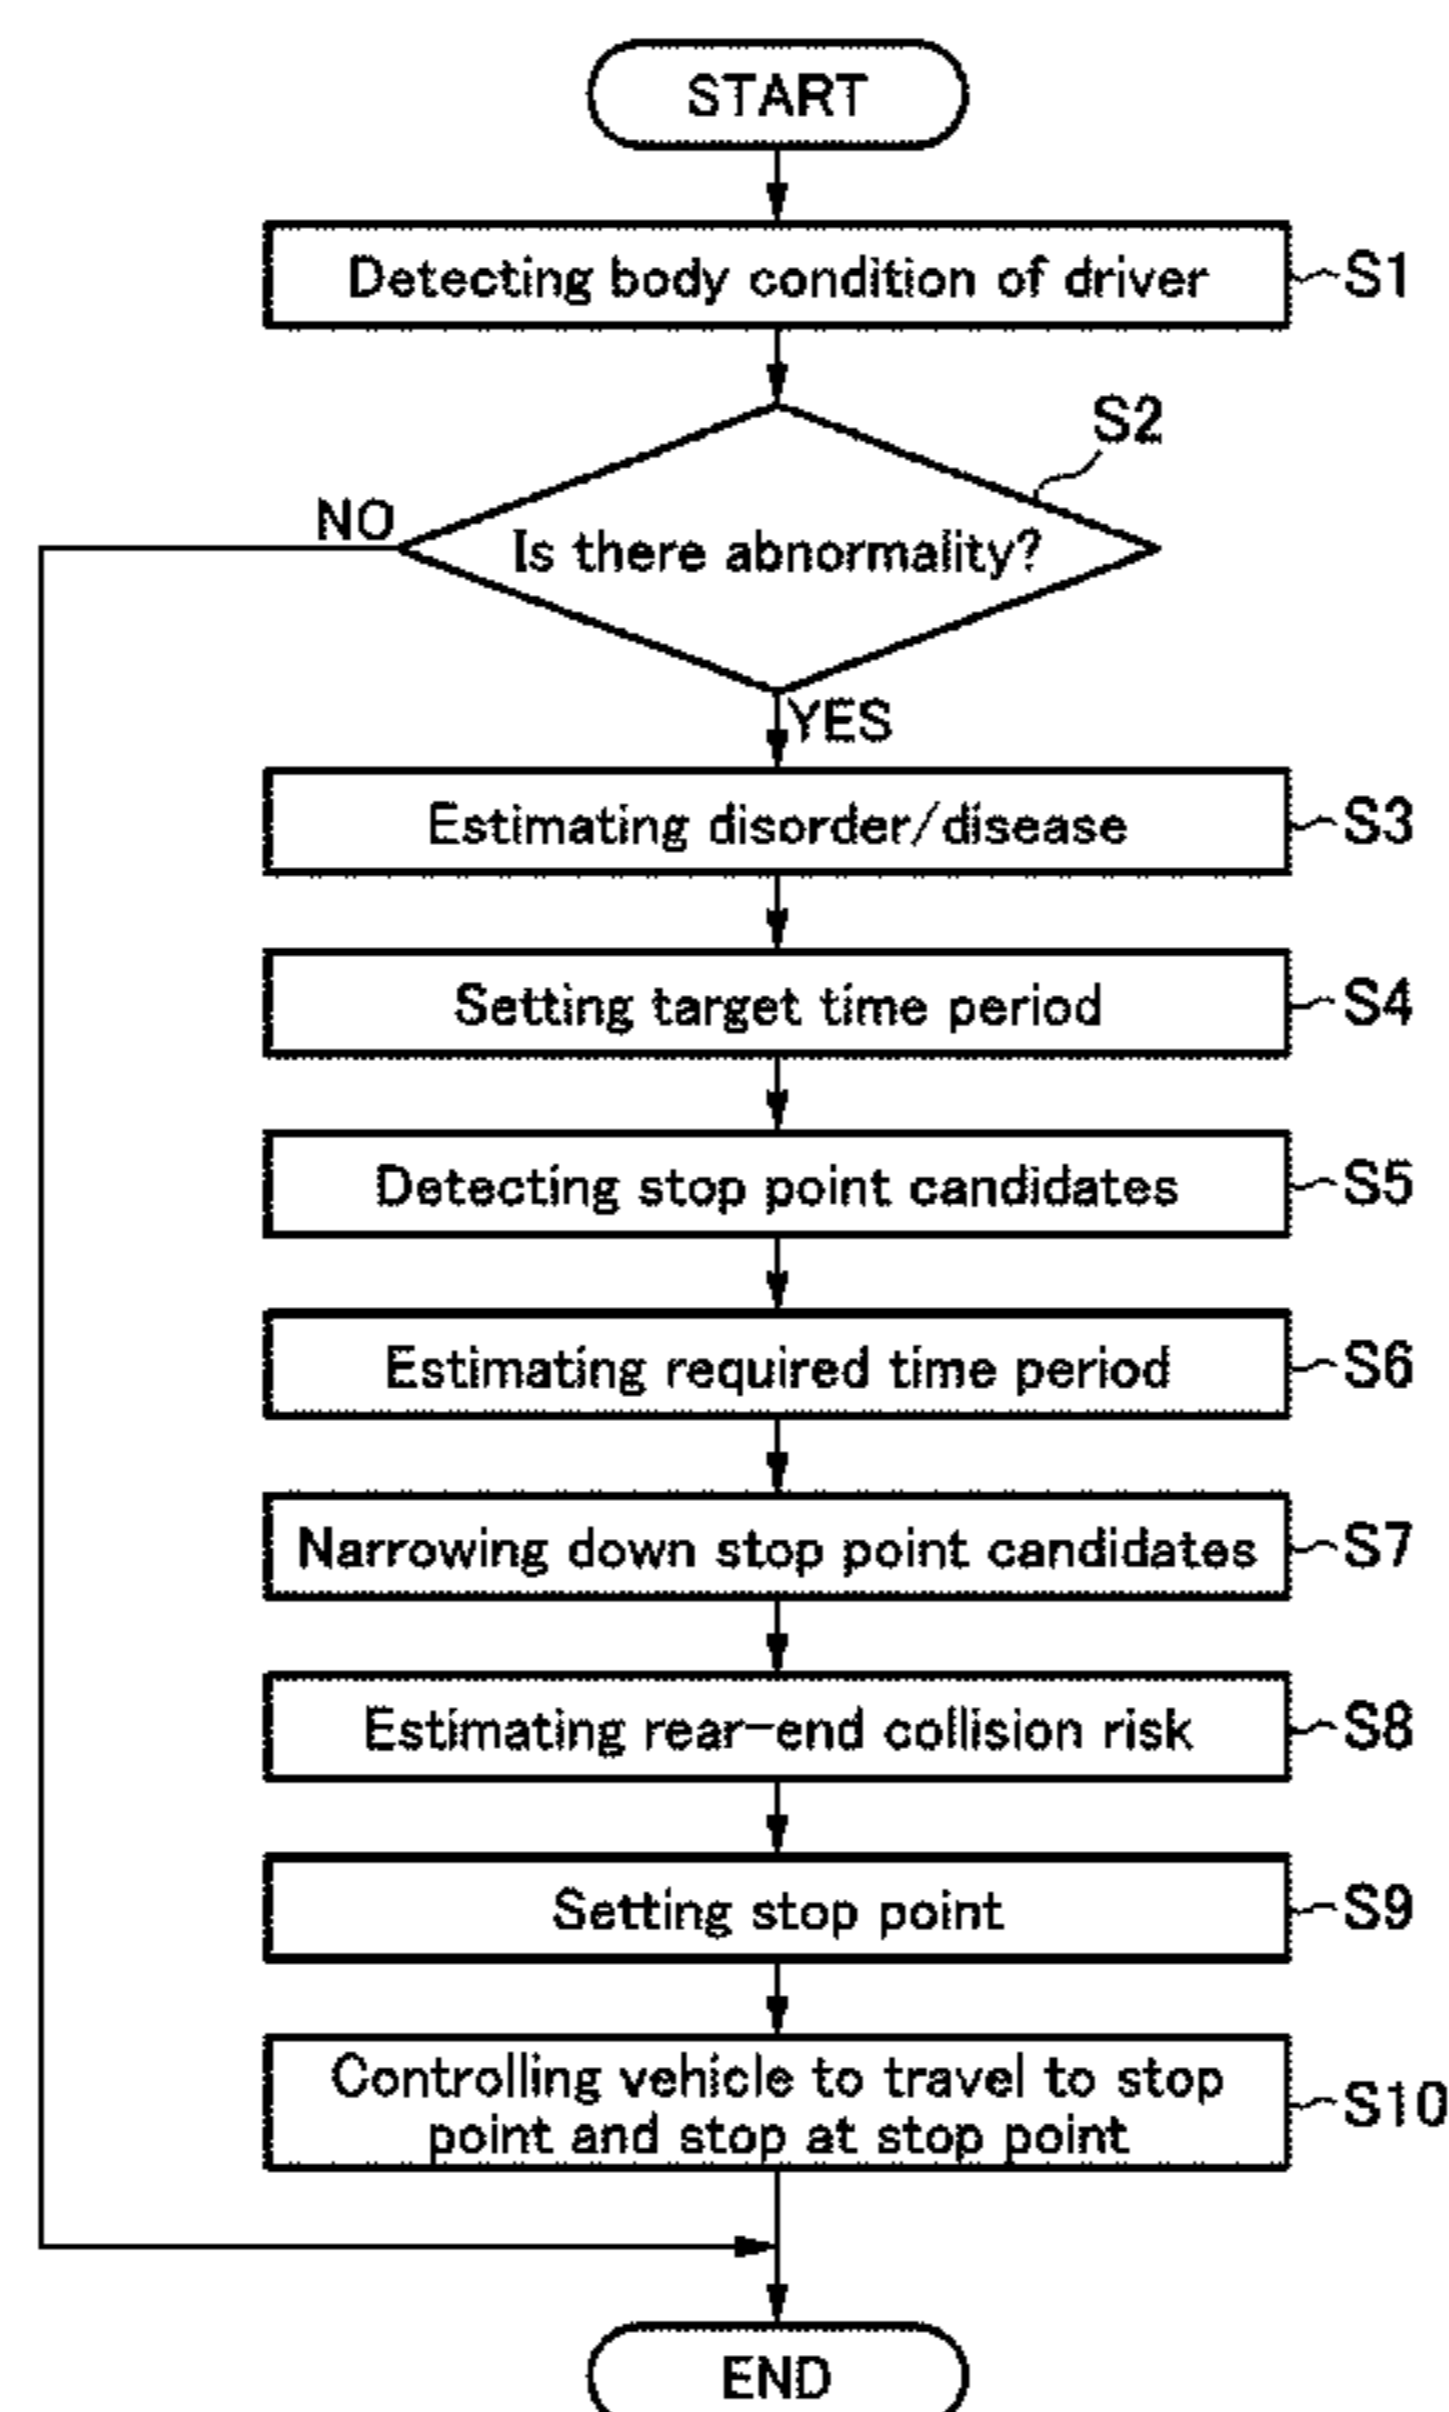 START
Detecting body condition of driver
S1
S2
NO
Is there abnormality?
YES
Estimating disorder/disease
S3
Setting target time period
S4
Detecting stop point candidates
S5
Estimating required time period
S6
Narrowing down stop point candidates
S7
Estimating rear-end collision risk
S8
Setting stop point
S9
Controlling vehicle to travel to stop
point and stop at stop point
S10
END